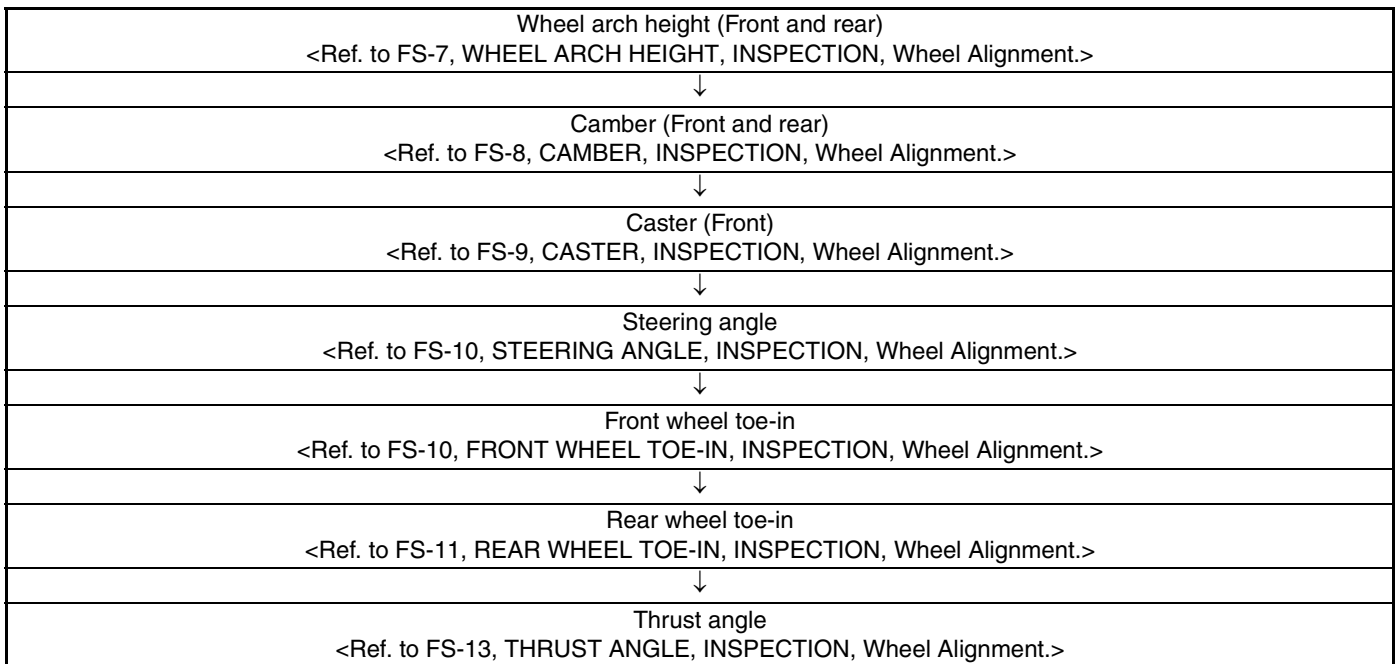 Wheel arch height (Front and rear)
<Ref. to FS-7, WHEEL ARCH HEIGHT, INSPECTION, Wheel Alignment.>
↓
Camber (Front and rear)
<Ref. to FS-8, CAMBER, INSPECTION, Wheel Alignment.>
↓
Caster (Front)
<Ref. to FS-9, CASTER, INSPECTION, Wheel Alignment.>
↓
Steering angle
<Ref. to FS-10, STEERING ANGLE, INSPECTION, Wheel Alignment.>
↓
Front wheel toe-in
<Ref. to FS-10, FRONT WHEEL TOE-IN, INSPECTION, Wheel Alignment.>
↓
Rear wheel toe-in
<Ref. to FS-11, REAR WHEEL TOE-IN, INSPECTION, Wheel Alignment.>
↓
Thrust angle
<Ref. to FS-13, THRUST ANGLE, INSPECTION, Wheel Alignment.>